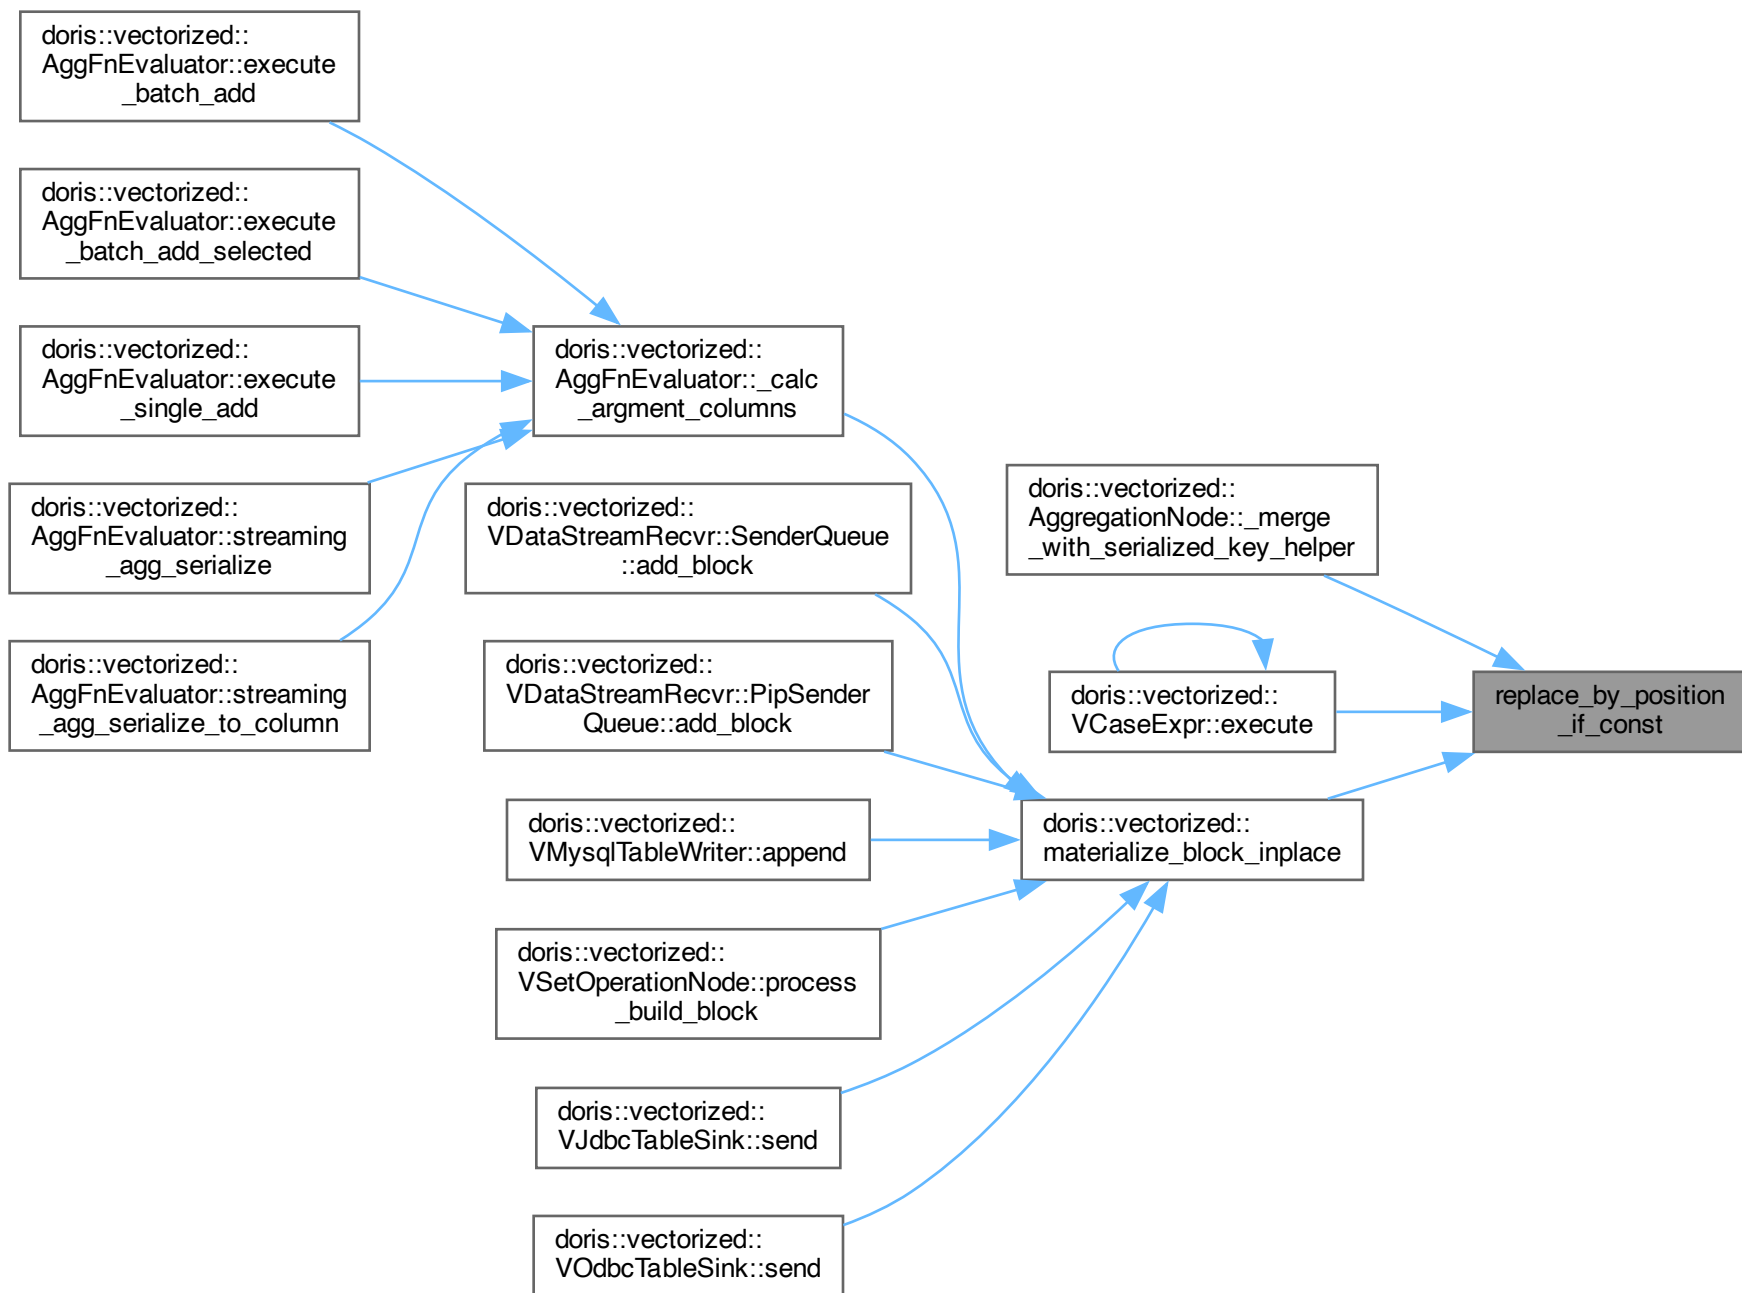 doris::vectorized::
AggFnEvaluator::execute
_batch_add
doris::vectorized::
AggFnEvaluator::execute
_batch_add_selected
doris::vectorized::
AggFnEvaluator::execute
_single_add
doris::vectorized::
AggFnEvaluator::streaming
_agg_serialize
doris::vectorized::
AggFnEvaluator::streaming
_agg_serialize_to_column
doris::vectorized::
AggFnEvaluator::_calc
_argment_columns
doris::vectorized::
VDataStreamRecvr::SenderQueue
::add_block
doris::vectorized::
VDataStreamRecvr::PipSender
Queue::add_block
doris::vectorized::
VMysqlTableWriter::append
doris::vectorized::
VSetOperationNode::process
_build_block
doris::vectorized::
VJdbcTableSink::send
doris::vectorized::
VOdbcTableSink::send
doris::vectorized::
AggregationNode::_merge
_with_serialized_key_helper
doris::vectorized::
VCaseExpr::execute
doris::vectorized::
materialize_block_inplace
replace_by_position
_if_const